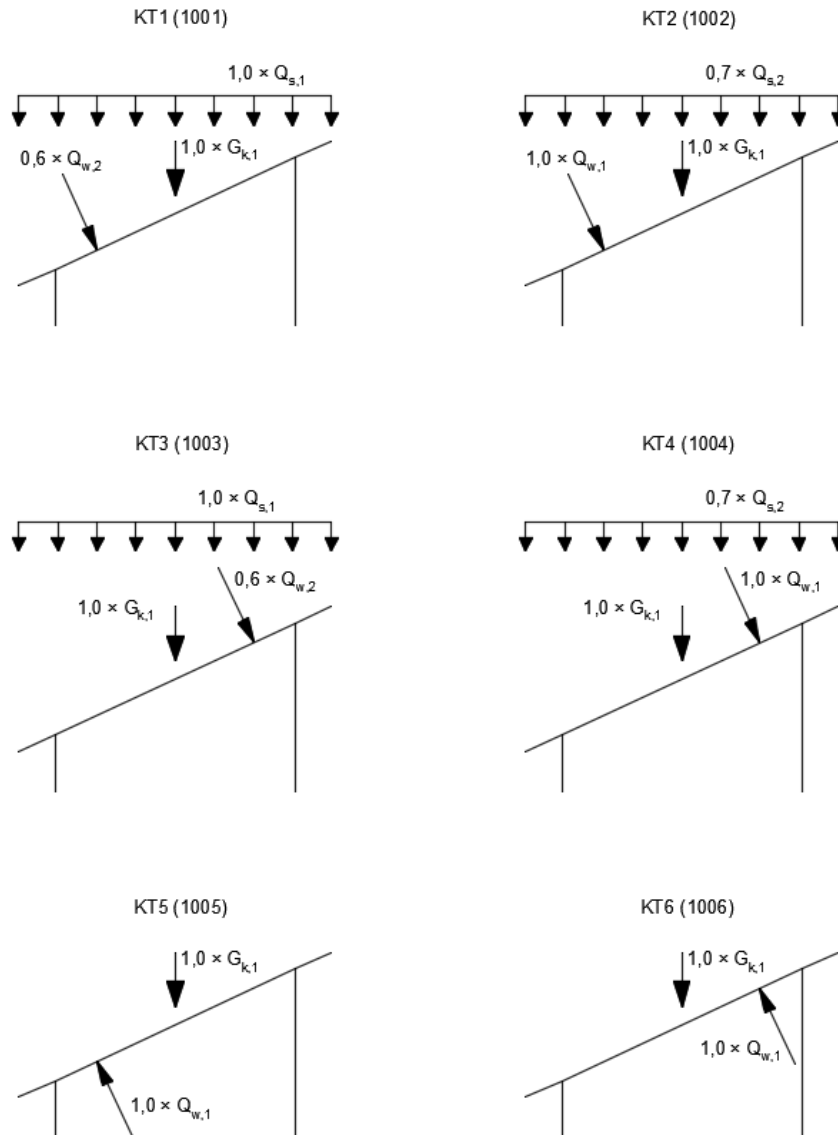 KT1 (1001)
1,0 × Qs,1
1,0 × Gk,1
0,6 × Qw,2
KT2 (1002)
0,7 × Qs,2
1,0 × Gk,1
1,0 × Qw,1
KT3 (1003)
1,0 × Qs,1
0,6 × Qw,2
1,0 × Gk,1
KT4 (1004)
0,7 × Qs,2
1,0 × Qw,1
1,0 × Gk,1
KT5 (1005)
1,0 × Gk,1
1,0 × Qw,1
KT6 (1006)
1,0 × Gk,1
1,0 × Qw,1